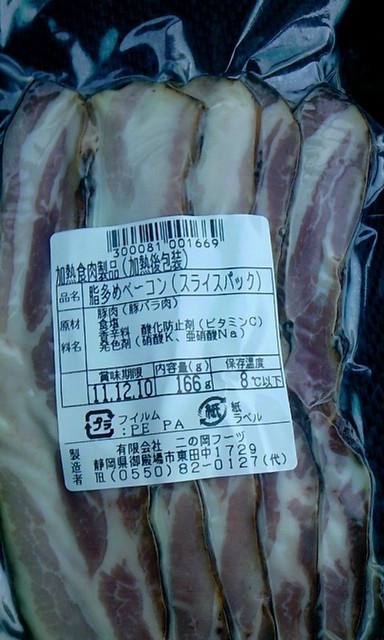 300081 001669
加熱食肉製品(加熱後包装)
品名 脂多めベーコン(スライスパック)
原材料名 豚肉(豚バラ肉)
食塩
香辛料 酸化防止剤(ビタミンC)
発色剤(硝酸K、亜硝酸Na)
賞味期限 内容量(g) 保存温度
11.12.10 166g 8℃以下
プラ フィルム :PE PA 紙 紙 ラベル
製造者 有限会社 二の岡フーヅ
静岡県御殿場市東田中1729
℡(0550)82-0127(代)